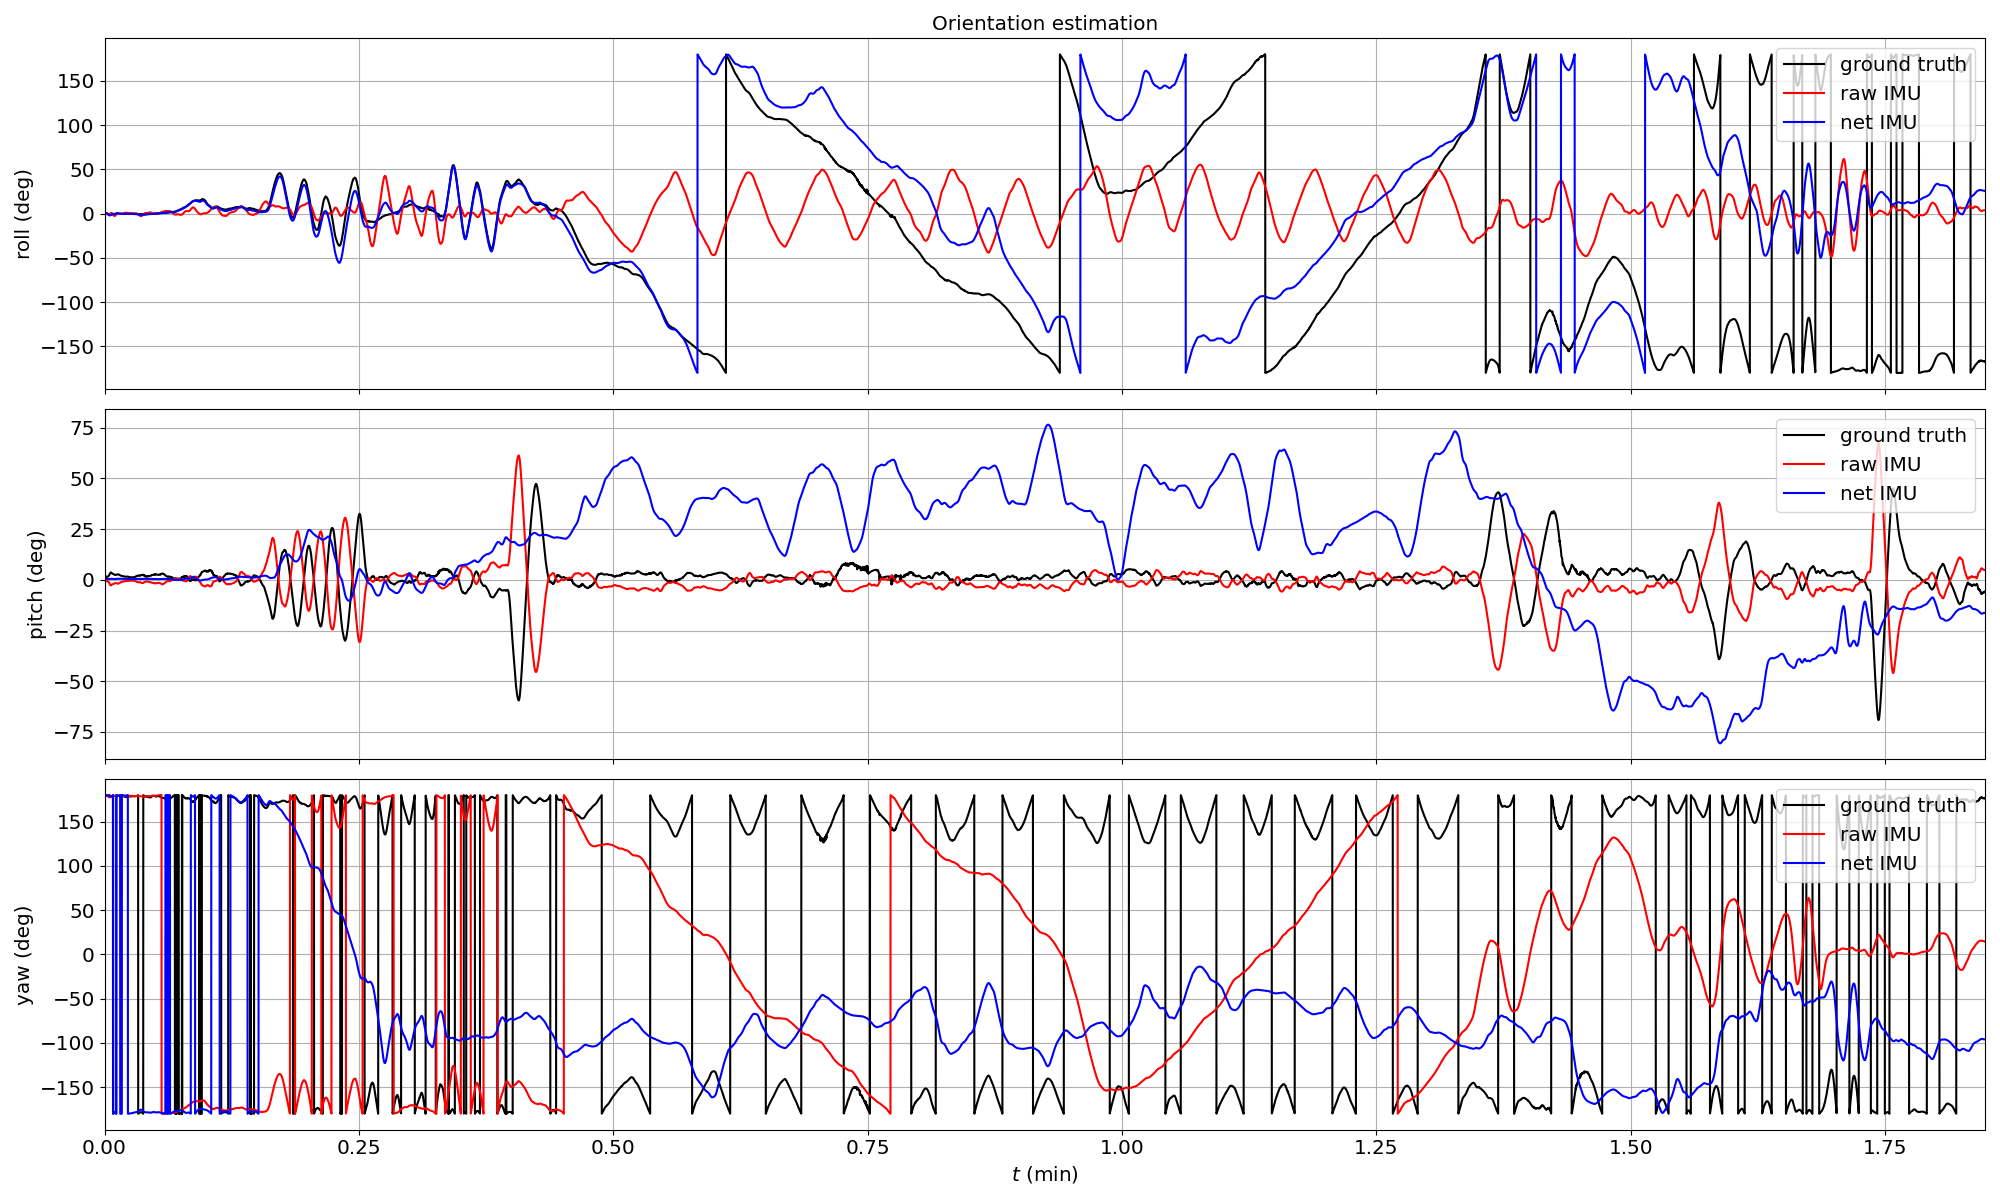 Orientation estimation
roll (deg)
150
100
50
0
−50
−100
−150
ground truth
raw IMU
net IMU
pitch (deg)
75
50
25
0
−25
−50
−75
ground truth
raw IMU
net IMU
yaw (deg)
150
100
50
0
−50
−100
−150
ground truth
raw IMU
net IMU
0.00 0.25 0.50 0.75 1.00 1.25 1.50 1.75
t (min)